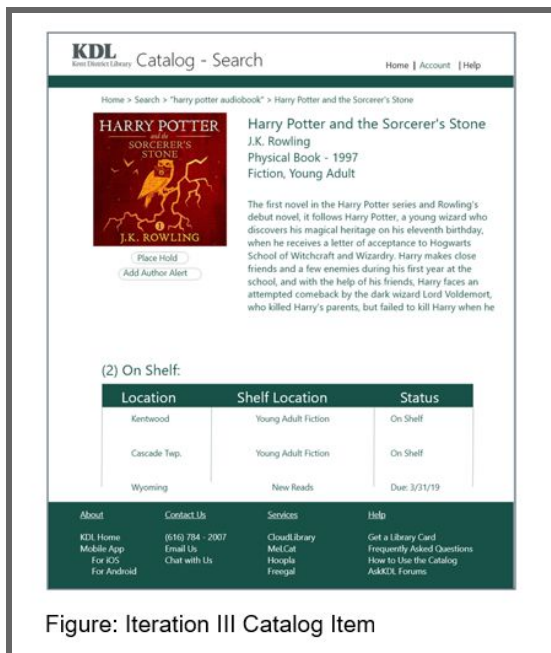 KDL
Kent District Library
Catalog - Search
Home | Account | Help
Home > Search > "harry potter audiobook" > Harry Potter and the Sorcerer's Stone
HARRY POTTER
and the
SORCERER'S
STONE
1
J.K. ROWLING
Place Hold
Add Author Alert
Harry Potter and the Sorcerer's Stone
J.K. Rowling
Physical Book - 1997
Fiction, Young Adult
The first novel in the Harry Potter series and Rowling's
debut novel, it follows Harry Potter, a young wizard who
discovers his magical heritage on his eleventh birthday,
when he receives a letter of acceptance to Hogwarts
School of Witchcraft and Wizardry. Harry makes close
friends and a few enemies during his first year at the
school, and with the help of his friends, Harry faces an
attempted comeback by the dark wizard Lord Voldemort,
who killed Harry's parents, but failed to kill Harry when he
(2) On Shelf:
Location Shelf Location Status
Kentwood Young Adult Fiction On Shelf
Cascade Twp. Young Adult Fiction On Shelf
Wyoming New Reads Due: 3/31/19
About Contact Us Services Help
KDL Home (616) 784 - 2007 CloudLibrary Get a Library Card
Mobile App Email Us MeLCat Frequently Asked Questions
For iOS Chat with Us Hoopla How to Use the Catalog
For Android Freegal AskKDL Forums
Figure: Iteration III Catalog Item